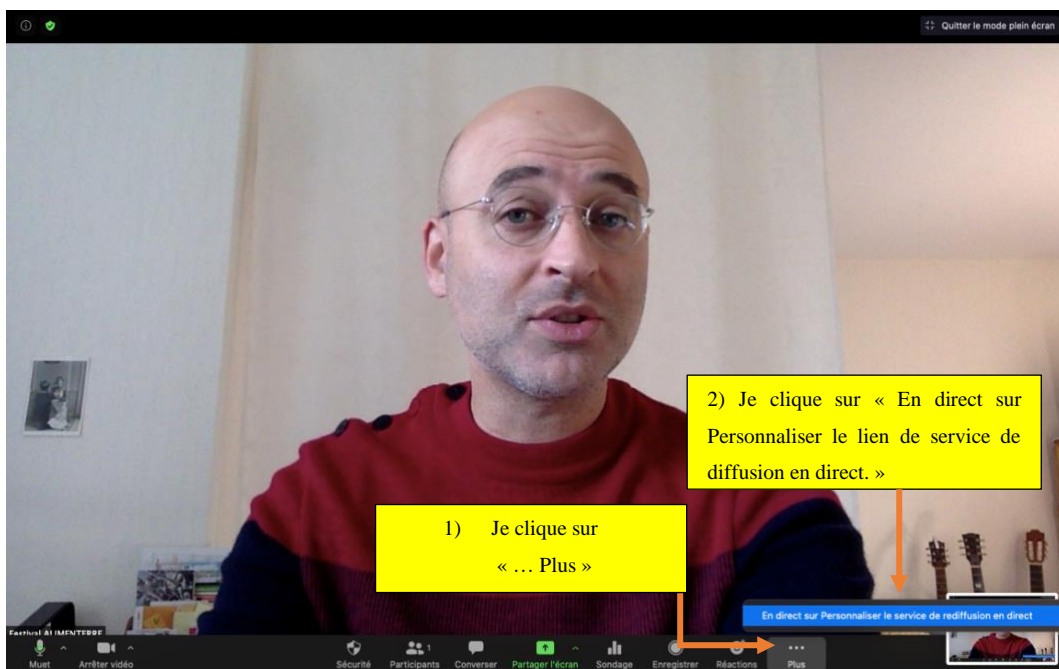 Quitter le mode plein écran
2) Je clique sur « En direct sur
Personnaliser le lien de service de
diffusion en direct. »
1) Je clique sur
« … Plus »
En direct sur Personnaliser le service de rediffusion en direct
Festival ALIMENTERRE
Muet
Arrêter vidéo
Sécurité
Participants
1
Converser
Partager l'écran
Sondage
Enregistrer
Réactions
Plus